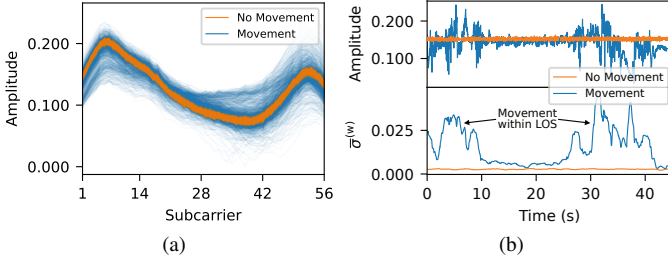 No Movement
Movement
Amplitude
0.200
0.100
0.000
1
14
28
42
56
Subcarrier
(a)
Amplitude
0.200
0.100
No Movement
Movement
Movement
within LOS
σ̅⁽ʷ⁾
0.025
0.000
0
10
20
30
40
Time (s)
(b)